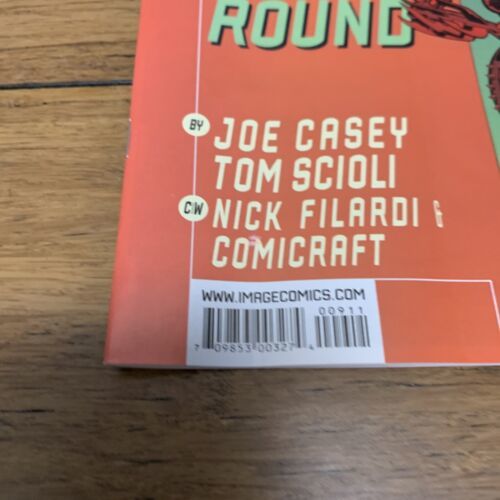 ROUND
BY
JOE CASEY
TOM SCIOLI
C/W
NICK FILARDI &
COMICRAFT
WWW.IMAGECOMICS.COM
00911
7 09853 00327 4